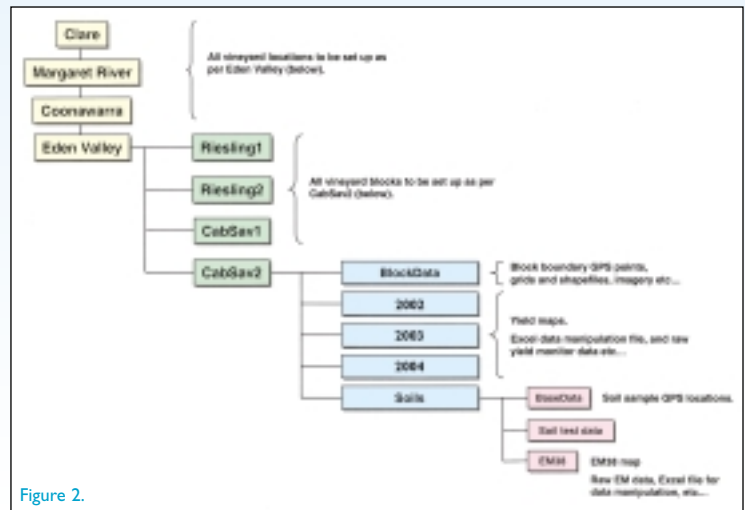 Clare
Margaret River
Coonawarra
Eden Valley
All vineyard locations to be set up as
per Eden Valley (below).
Riesling1
Riesling2
CabSav1
CabSav2
All vineyard blocks to be set up as per
CabSav2 (below).
BlockData
2002
2003
2004
Soils
Block boundary GPS points,
grids and shapefiles, imagery etc...
Yield maps,
Excel data manipulation file, and raw
yield monitor data etc...
BaseData
Soil sample GPS locations.
Soil test data
EM38
EM38 map
Raw EM data, Excel file for
data manipulation, etc...
Figure 2.